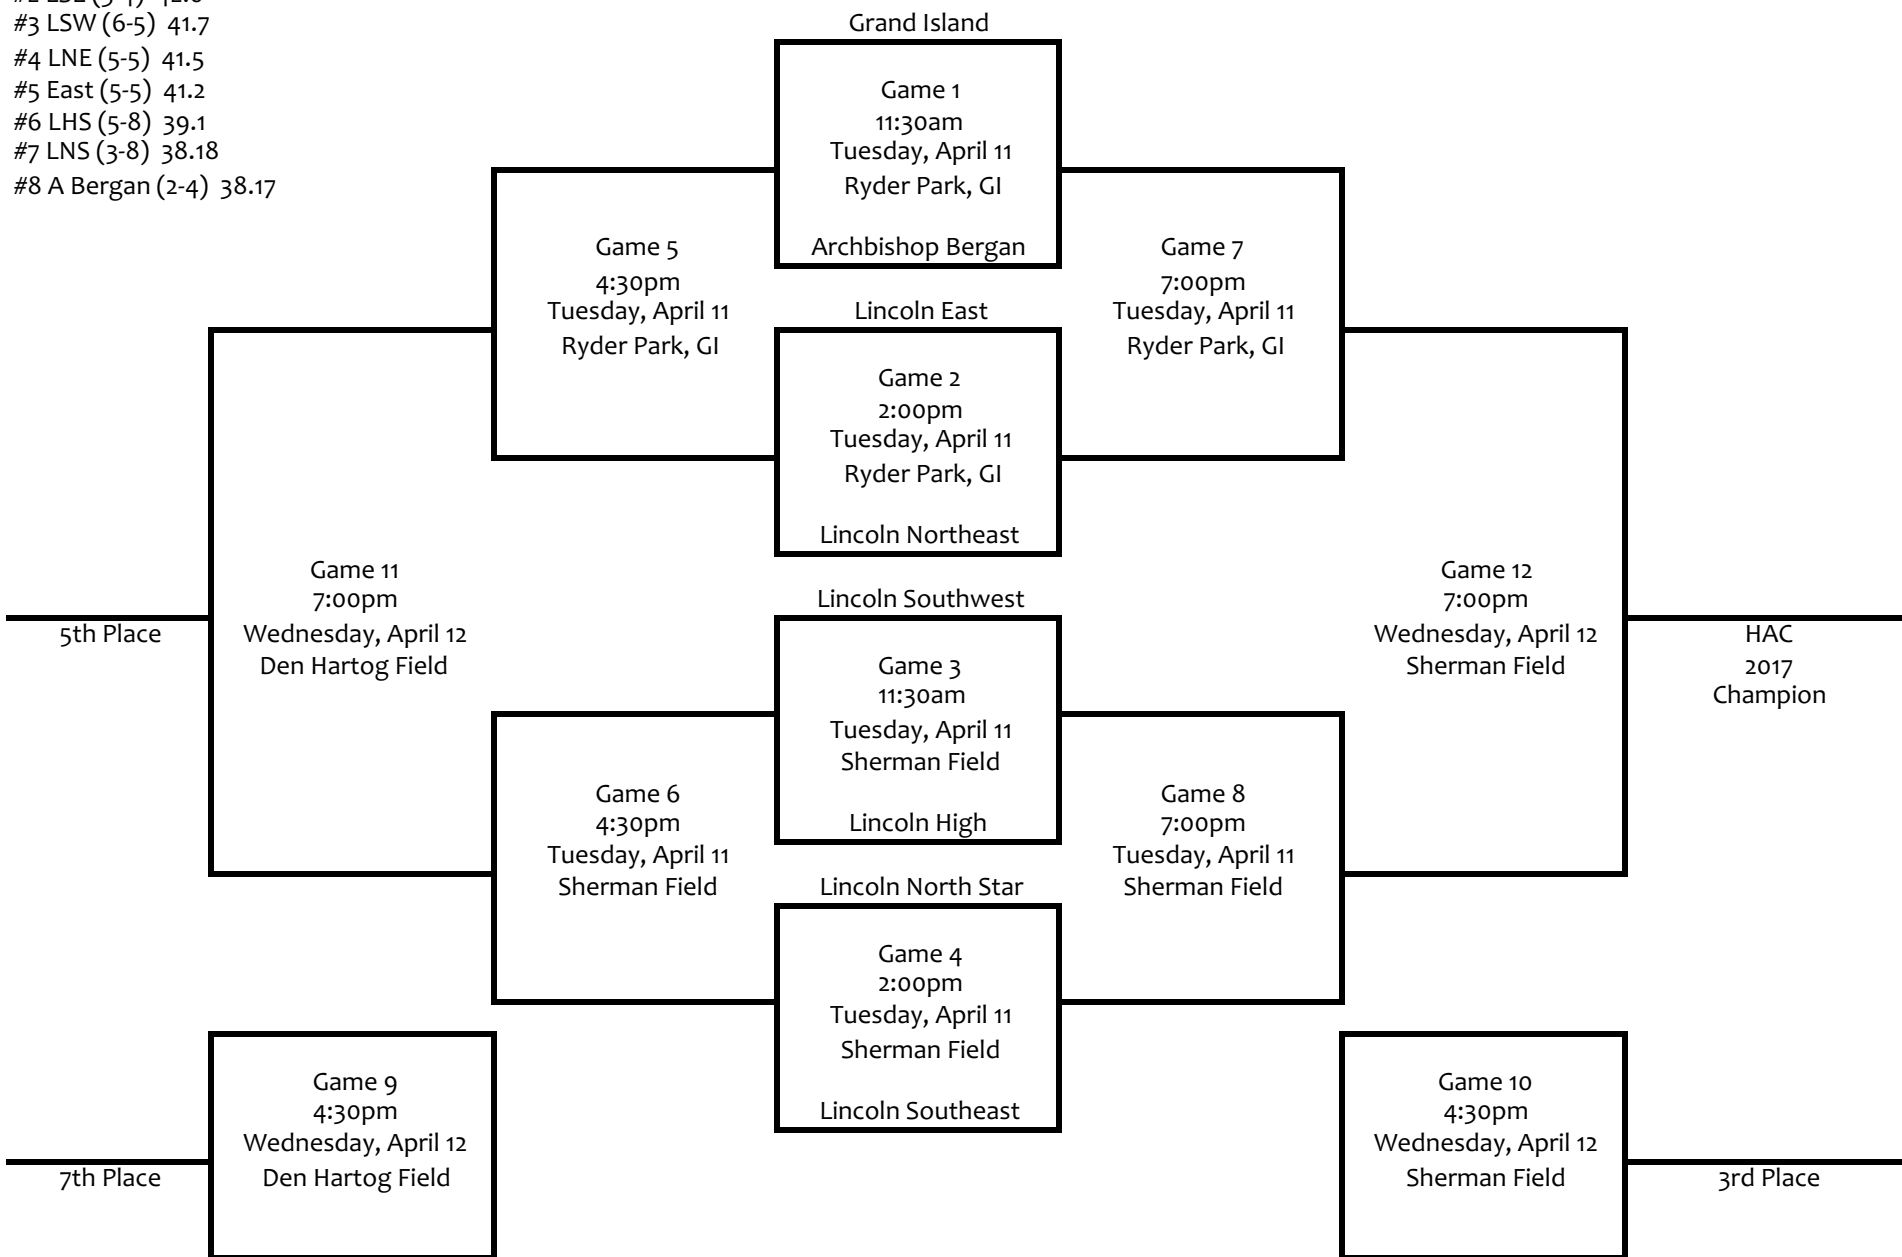 #3 LSW (6-5) 41.7
#4 LNE (5-5) 41.5
#5 East (5-5) 41.2
#6 LHS (5-8) 39.1
#7 LNS (3-8) 38.18
#8 A Bergan (2-4) 38.17
Grand Island
Game 1
11:30am
Tuesday, April 11
Ryder Park, GI
Archbishop Bergan
Game 5
4:30pm
Tuesday, April 11
Ryder Park, GI
Lincoln East
Game 2
2:00pm
Tuesday, April 11
Ryder Park, GI
Lincoln Northeast
Game 7
7:00pm
Tuesday, April 11
Ryder Park, GI
5th Place
Game 11
7:00pm
Wednesday, April 12
Den Hartog Field
Lincoln Southwest
Game 3
11:30am
Tuesday, April 11
Sherman Field
Lincoln High
Game 12
7:00pm
Wednesday, April 12
Sherman Field
HAC
2017
Champion
Game 6
4:30pm
Tuesday, April 11
Sherman Field
Lincoln North Star
Game 4
2:00pm
Tuesday, April 11
Sherman Field
Lincoln Southeast
Game 8
7:00pm
Tuesday, April 11
Sherman Field
7th Place
Game 9
4:30pm
Wednesday, April 12
Den Hartog Field
Game 10
4:30pm
Wednesday, April 12
Sherman Field
3rd Place